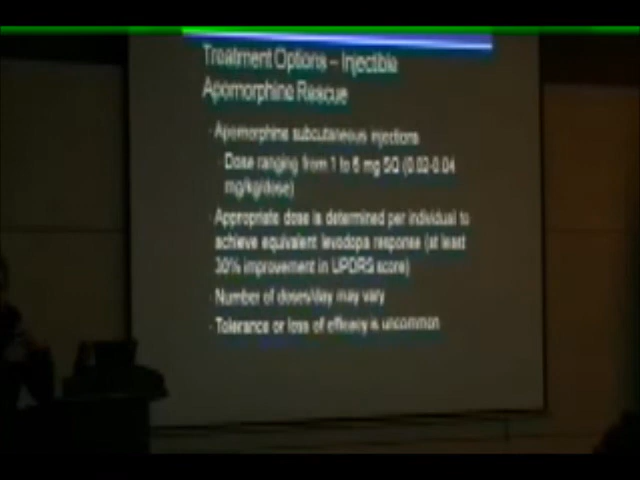 Treatment Options – Injectible
Apomorphine Rescue
Apomorphine subcutaneous injections
Dose ranging from 1 to 6 mg SQ (0.02-0.04
mg/kg/dose)
Appropriate dose is determined per individual to
achieve equivalent levodopa response (at least
30% improvement in UPDRS score)
Number of doses/day may vary
Tolerance or loss of efficacy is uncommon